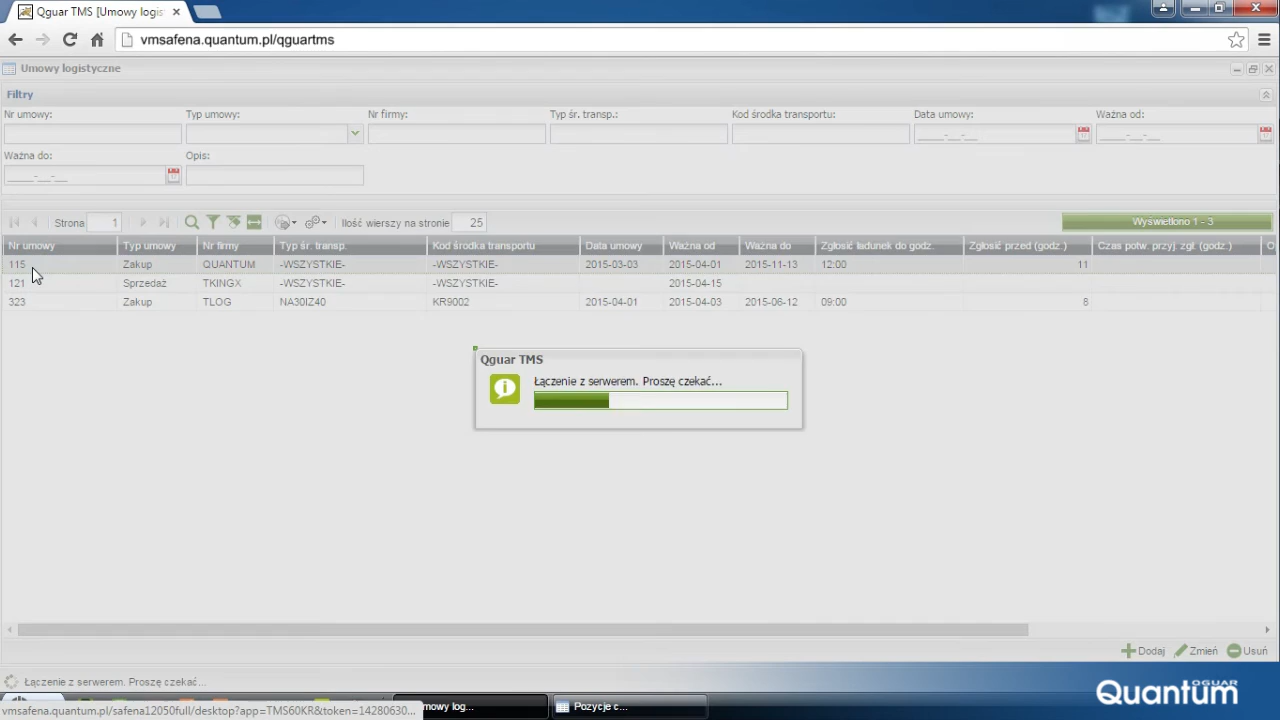 Qguar TMS [Umowy logis
vmsafena.quantum.pl/qguartms
Umowy logistyczne
Filtry
Nr umowy: Typ umowy: Nr firmy: Typ śr. transp.: Kod środka transportu: Data umowy: Ważna od:
Ważna do: Opis:
Strona 1 Ilość wierszy na stronie 25 Wyświetlono 1 - 3
Nr umowy Typ umowy Nr firmy Typ śr. transp. Kod środka transportu Data umowy Ważna od Ważna do Zgłosić ładunek do godz. Zgłosić przed (godz.) Czas potw. przyj. zgł. (godz.) O
115 Zakup QUANTUM -WSZYSTKIE- -WSZYSTKIE- 2015-03-03 2015-04-01 2015-11-13 12:00 11
121 Sprzedaż TKINGX -WSZYSTKIE- -WSZYSTKIE- 2015-04-15
323 Zakup TLOG NA30IZ40 KR9002 2015-04-01 2015-04-03 2015-06-12 09:00 8
Qguar TMS
Łączenie z serwerem. Proszę czekać...
Dodaj Zmień Usuń
Łączenie z serwerem. Proszę czekać...
QGUAR
Quantum
mowy log... Pozycje c...
vmsafena.quantum.pl/safena12050full/desktop?app=TMS60KR&token=14280630...